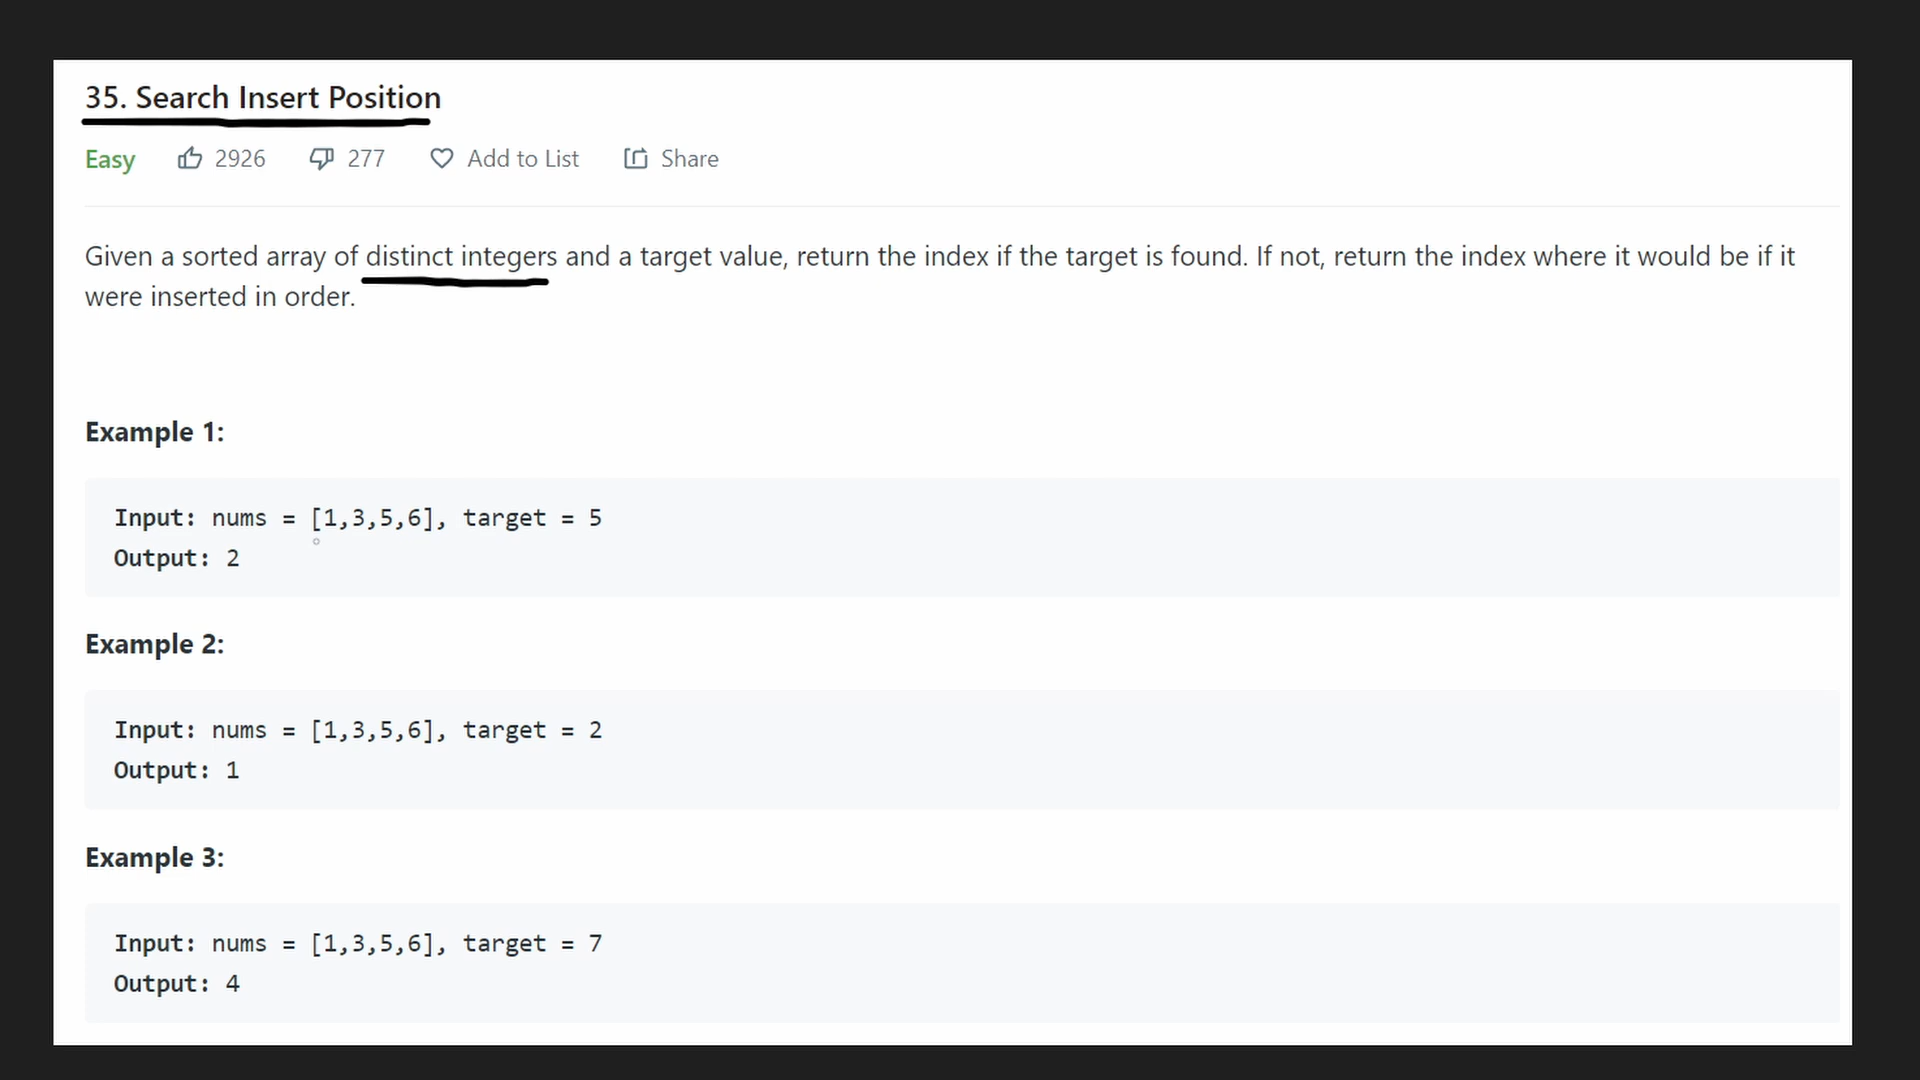 35. Search Insert Position
Easy 2926 277 Add to List Share
Given a sorted array of distinct integers and a target value, return the index if the target is found. If not, return the index where it would be if it
were inserted in order.
Example 1:
Input: nums = [1,3,5,6], target = 5
Output: 2
Example 2:
Input: nums = [1,3,5,6], target = 2
Output: 1
Example 3:
Input: nums = [1,3,5,6], target = 7
Output: 4